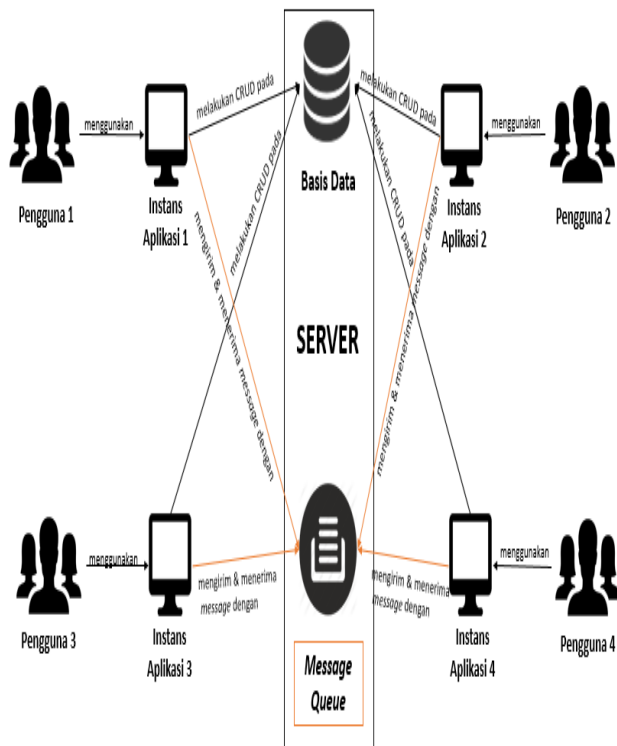 melakukan CRUD pada
melakukan CRUD pada
menggunakan
menggunakan
Pengguna 1
Instans
Aplikasi 1
Basis Data
Instans
Aplikasi 2
Pengguna 2
melakukan CRUD pada
melakukan CRUD pada
mengirim & menerima message dengan
mengirim & menerima message dengan
SERVER
menggunakan
menggunakan
mengirim & menerima
message dengan
mengirim & menerima
message dengan
Pengguna 3
Instans
Aplikasi 3
Message
Queue
Instans
Aplikasi 4
Pengguna 4